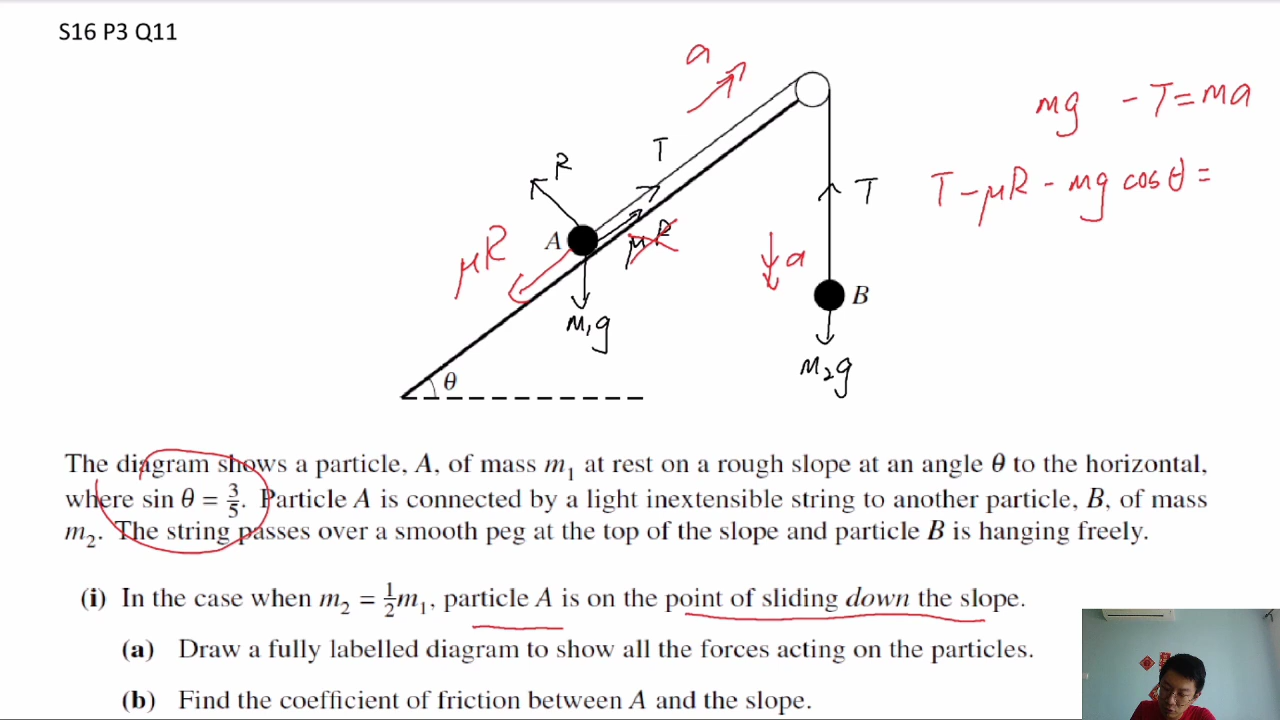 S16 P3 Q11
a
mg - T = ma
T
R
T - μR - mg cos θ =
T
A
μR
μR
a
B
m₁g
m₂g
θ
The diagram shows a particle, A, of mass m₁ at rest on a rough slope at an angle θ to the horizontal,
where sin θ = 3/5. Particle A is connected by a light inextensible string to another particle, B, of mass
m₂. The string passes over a smooth peg at the top of the slope and particle B is hanging freely.
(i) In the case when m₂ = 1/2 m₁, particle A is on the point of sliding down the slope.
(a) Draw a fully labelled diagram to show all the forces acting on the particles.
(b) Find the coefficient of friction between A and the slope.